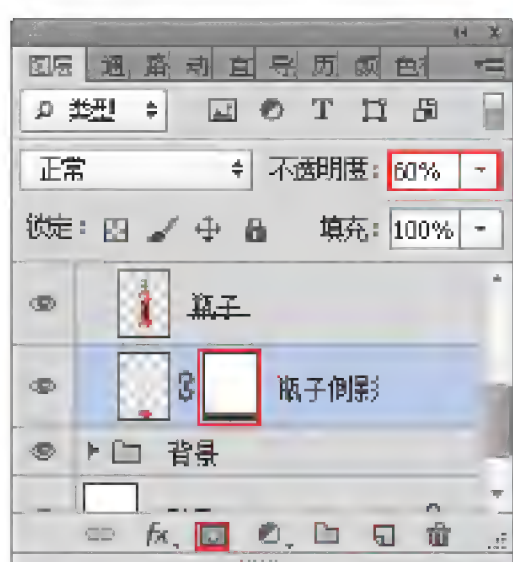 图层 通 路 动 直 导 历 颜 色
类型 T
正常 不透明度: 60%
锁定: 填充: 100%
瓶子
瓶子倒影
背景
fx.